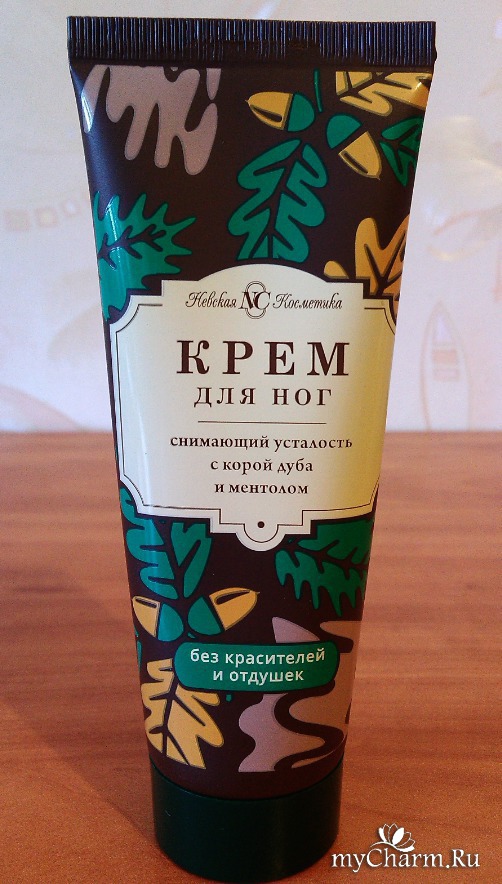 Невская NC Косметика
КРЕМ
ДЛЯ НОГ
снимающий усталость
с корой дуба
и ментолом
без красителей
и отдушек
myCharm.Ru